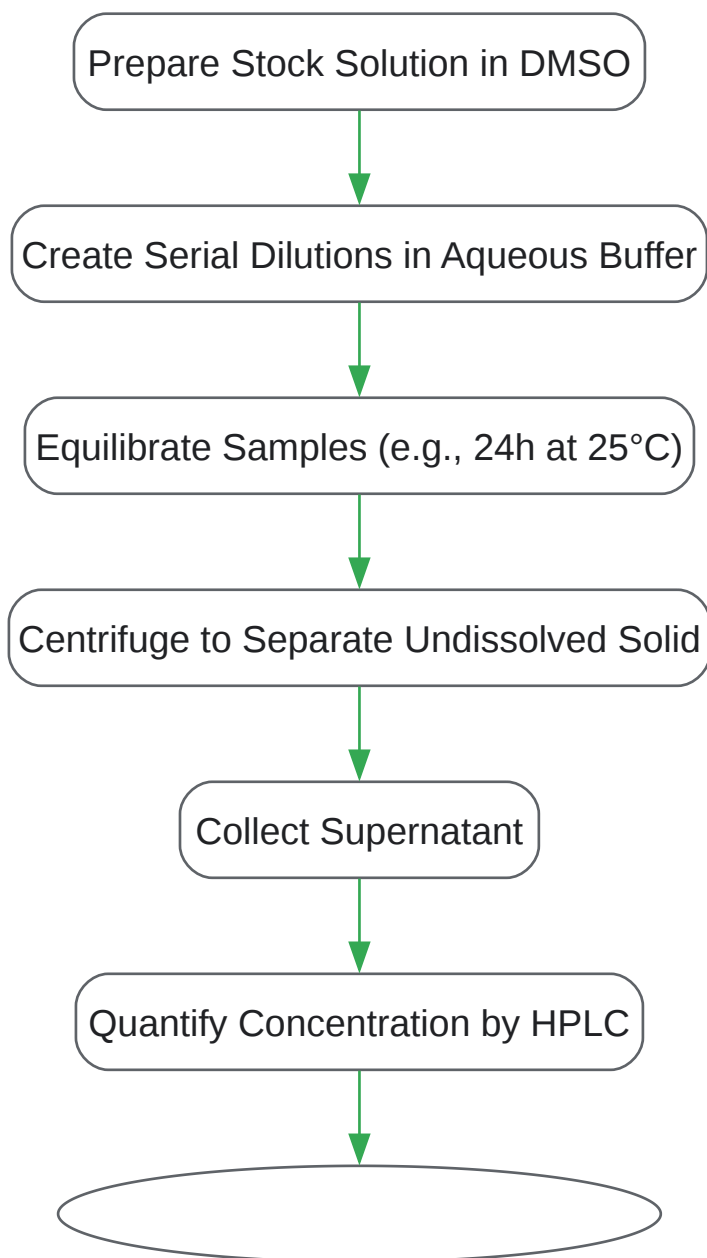 Prepare Stock Solution in DMSO
Create Serial Dilutions in Aqueous Buffer
Equilibrate Samples (e.g., 24h at 25°C)
Centrifuge to Separate Undissolved Solid
Collect Supernatant
Quantify Concentration by HPLC